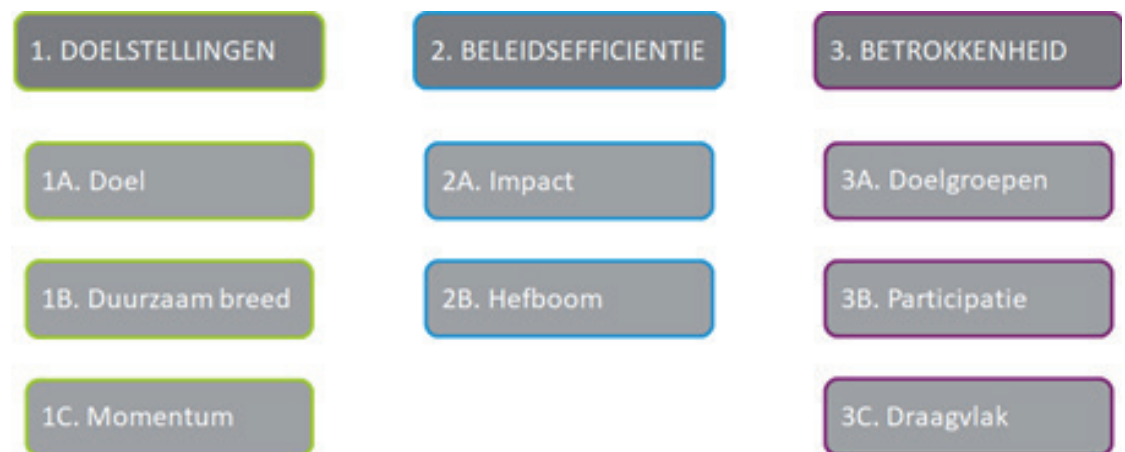 1. DOELSTELLINGEN
2. BELEIDSEFFICIENTIE
3. BETROKKENHEID
1A. Doel
2A. Impact
3A. Doelgroepen
1B. Duurzaam breed
2B. Hefboom
3B. Participatie
1C. Momentum
3C. Draagvlak